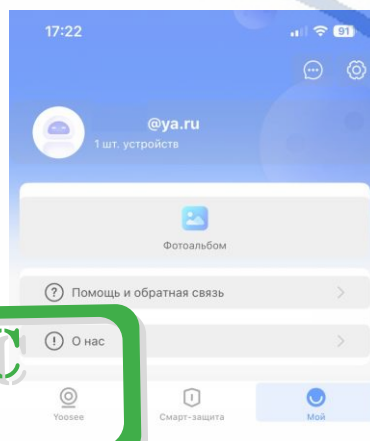 17:22
91
@ya.ru
1 шт. устройств
Фотоальбом
Помощь и обратная связь
О нас
Yoosee
Смарт-защита
Мой